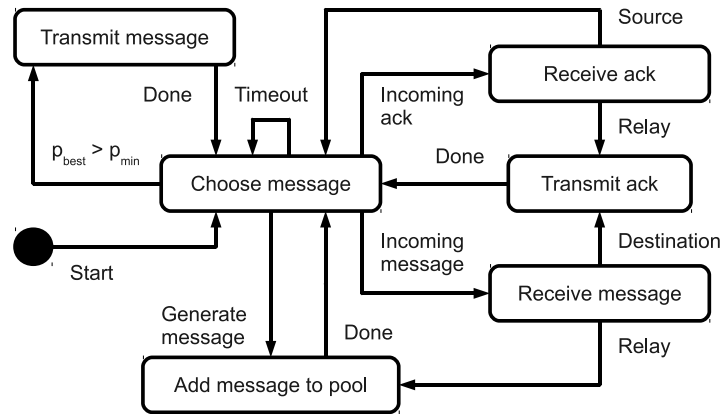 Source
Transmit message
Receive ack
Done
Timeout
Incoming
ack
Relay
p_best > p_min
Done
Choose message
Transmit ack
Start
Incoming
message
Destination
Receive message
Generate
message
Done
Relay
Add message to pool